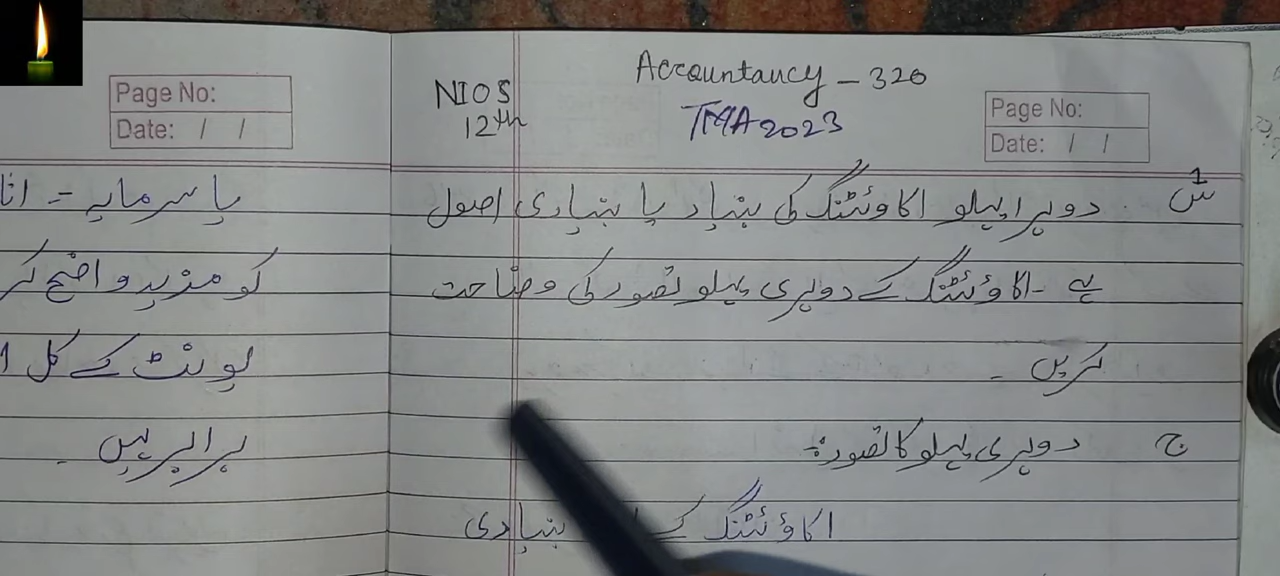 Accountancy - 320
NIOS
12th
TMA 2023
Page No:
Date: / /
س1 دوہرا پہلو اکاؤنٹنگ کی بنیاد یا بنیادی اصول
ہے - اکاؤنٹنگ کے دوہری پہلو تصور کی وضاحت
کریں -
ج دوہری پہلو کا تصور :-
اکاؤنٹنگ کے بنیادی
Page No:
Date: / /
یا سرمایہ =
کو مزید واضح
یونٹ کے کل
برابر ہیں -